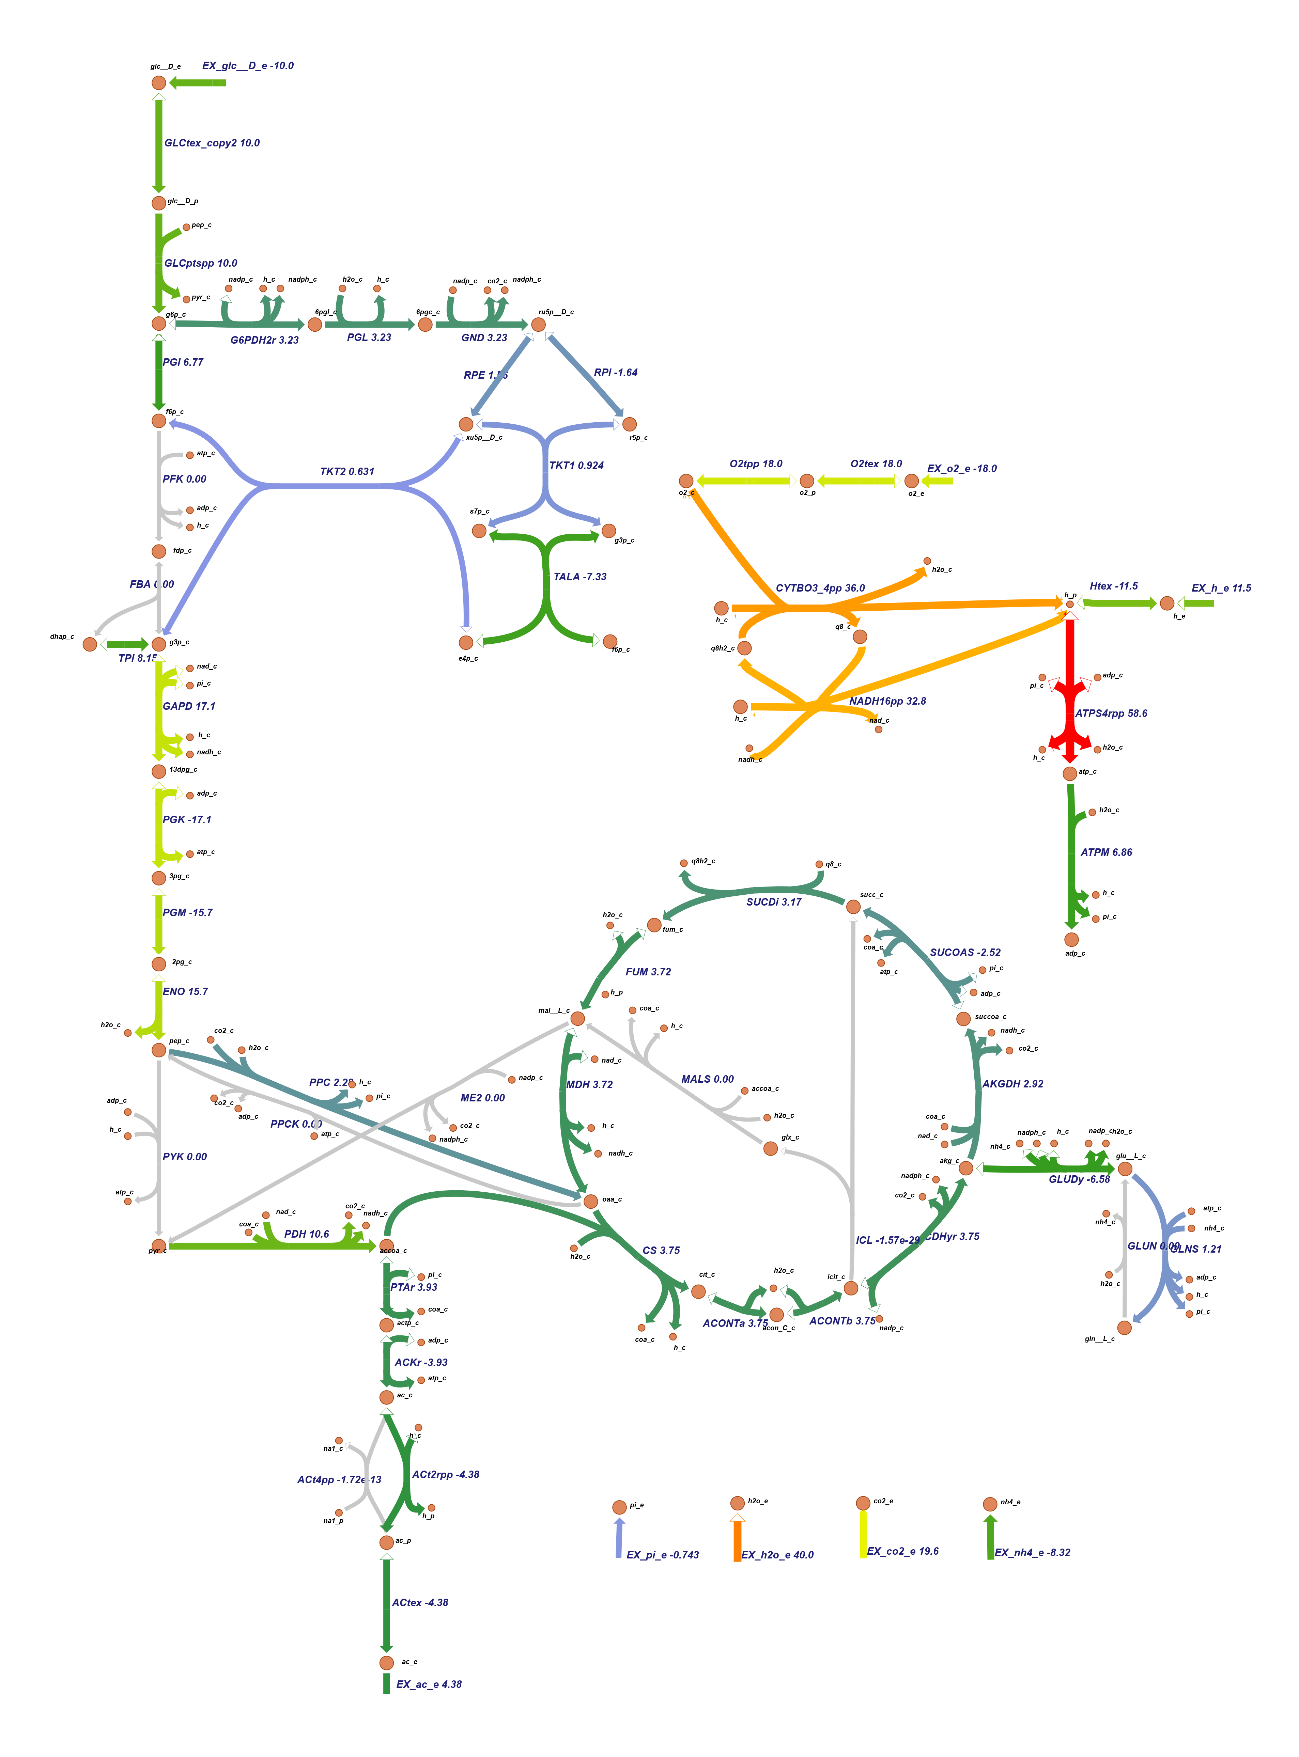 glc__D_e
EX_glc__D_e -10.0
GLCtex_copy2 10.0
glc__D_p
pep_c
GLCptspp 10.0
pyr_c
g6p_c
nadp_c
h_c
nadph_c
G6PDH2r 3.23
6pgl_c
h2o_c
h_c
PGL 3.23
6pgc_c
nadp_c
co2_c
nadph_c
GND 3.23
ru5p__D_c
PGI 6.77
RPI -1.64
f6p_c
xu5p__D_c
r5p_c
atp_c
PFK 0.00
adp_c
h_c
TKT2 0.631
TKT1 0.924
s7p_c
g3p_c
fdp_c
FBA 0.00
TALA -7.33
dhap_c
TPI 8.15
g3p_c
e4p_c
f6p_c
O2tpp 18.0
O2tex 18.0
EX_o2_e -18.0
o2_c
o2_p
o2_e
CYTBO3_4pp 36.0
h2o_c
h_c
q8_c
q8h2_c
h_p
Htex -11.5
EX_h_e 11.5
h_e
h_c
NADH16pp 32.8
nad_c
nadh_c
pi_c
adp_c
ATPS4rpp 58.6
h_c
h2o_c
atp_c
h2o_c
ATPM 6.86
h_c
pi_c
adp_c
nad_c
pi_c
GAPD 17.1
h_c
nadh_c
13dpg_c
adp_c
PGK -17.1
atp_c
3pg_c
PGM -15.7
2pg_c
ENO 15.7
h2o_c
pep_c
co2_c
h2o_c
PPC 2.28
h_c
pi_c
co2_c
adp_c
PPCK 0.00
atp_c
adp_c
h_c
PYK 0.00
atp_c
pyr_c
q8h2_c
q8_c
SUCDi 3.17
succ_c
h2o_c
fum_c
FUM 3.72
h_p
mal__L_c
coa_c
h_c
MALS 0.00
accoa_c
h2o_c
glx_c
nad_c
MDH 3.72
h_c
nadh_c
oaa_c
nadp_c
ME2 0.00
co2_c
nadph_c
coa_c
atp_c
SUCOAS -2.52
pi_c
adp_c
succoa_c
nadh_c
co2_c
AKGDH 2.92
coa_c
nad_c
akg_c
nadph_c
co2_c
ICL -1.57e-29
CDHyr 3.75
icit_c
nadp_c
nh4_c
nadph_c
h_c
nadp_c
h2o_c
GLUDy -6.58
glu__L_c
nh4_c
GLUN 0.00
h2o_c
atp_c
nh4_c
GLNS 1.21
adp_c
h_c
pi_c
gln__L_c
coa_c
nad_c
PDH 10.6
co2_c
nadh_c
accoa_c
h2o_c
CS 3.75
coa_c
h_c
cit_c
ACONTa 3.75
h2o_c
acon_C_c
ACONTb 3.75
pi_c
PTAr 3.93
coa_c
actp_c
adp_c
ACKr -3.93
atp_c
ac_c
na1_c
h_c
ACt4pp -1.72e-13
ACt2rpp -4.38
na1_p
h_p
ac_p
ACtex -4.38
ac_e
EX_ac_e 4.38
pi_e
EX_pi_e -0.743
h2o_e
EX_h2o_e 40.0
co2_e
EX_co2_e 19.6
nh4_e
EX_nh4_e -8.32